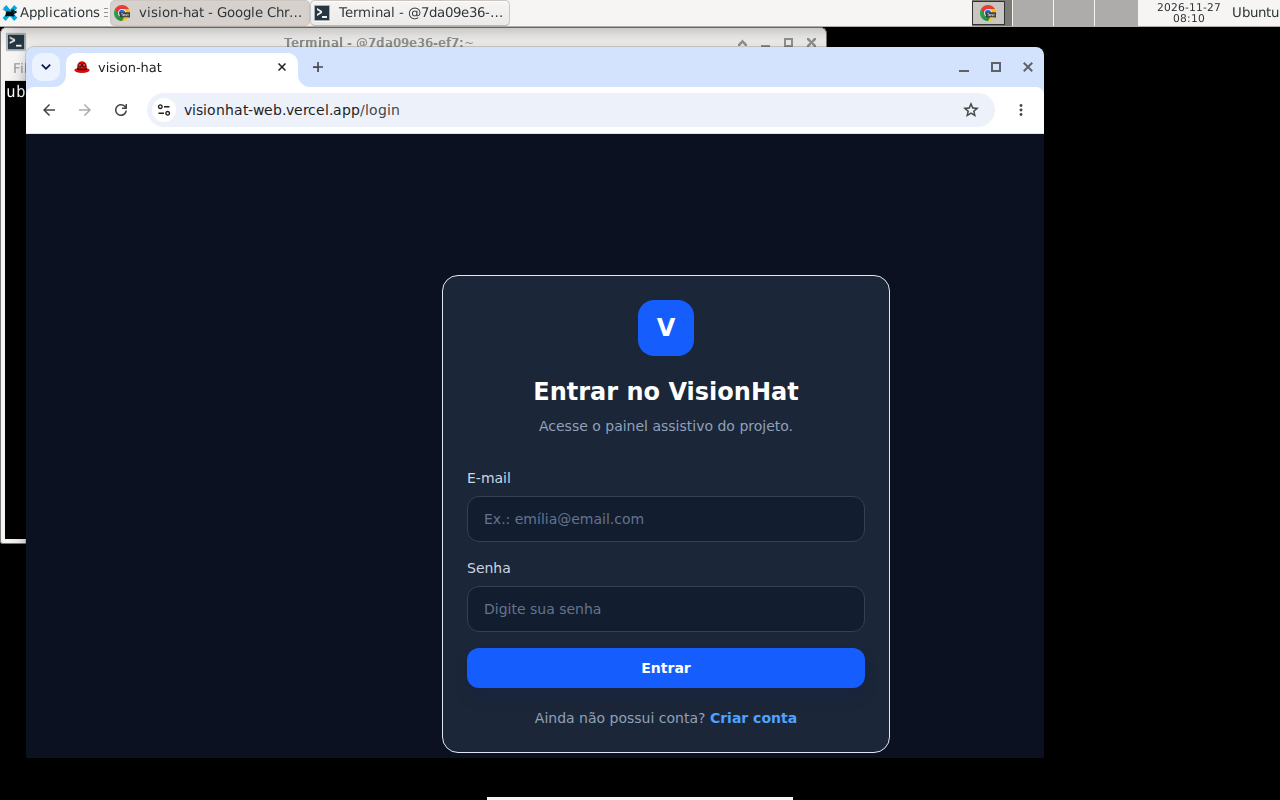 Applications
vision-hat - Google Chr...
Terminal - @7da09e36-...
2026-11-27
08:10
Ubuntu
Terminal - @7da09e36-ef7:~
Fi
ub
vision-hat
visionhat-web.vercel.app/login
V
Entrar no VisionHat
Acesse o painel assistivo do projeto.
E-mail
Ex.: emília@email.com
Senha
Digite sua senha
Entrar
Ainda não possui conta? Criar conta